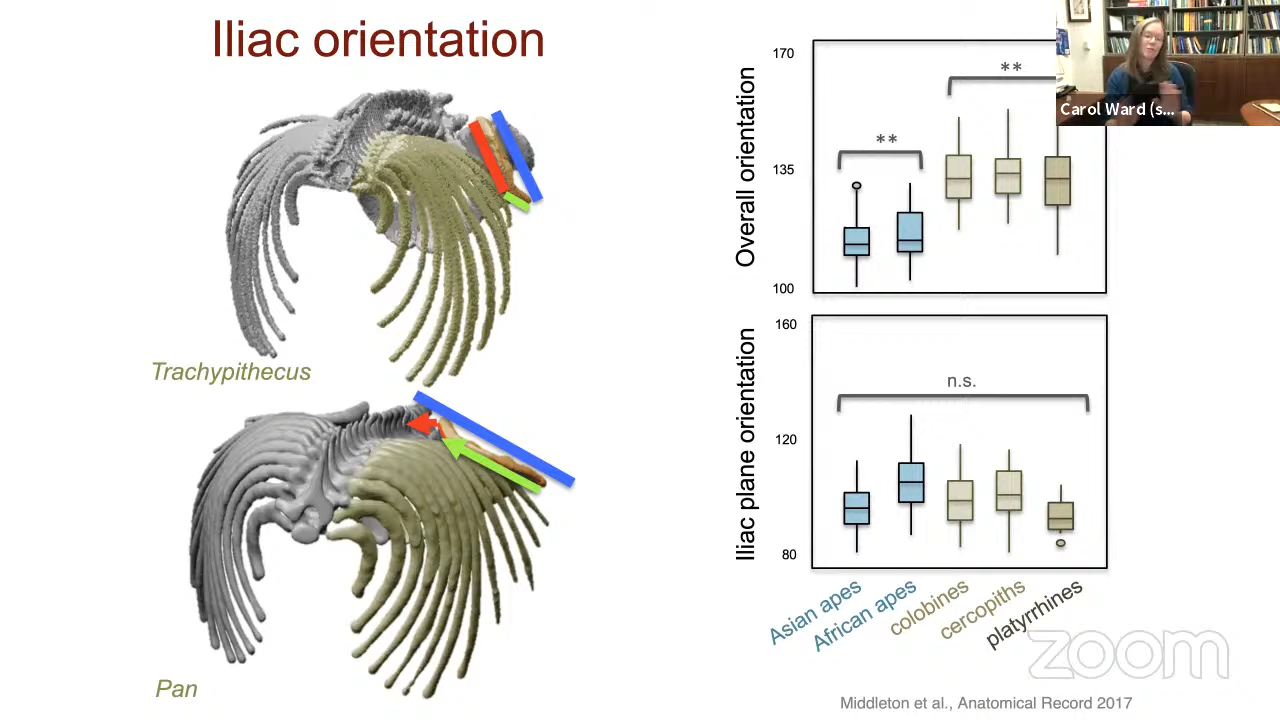 Iliac orientation
Trachypithecus
Pan
Overall orientation
170
135
100
**
**
Carol Ward (s...
Iliac plane orientation
160
120
80
n.s.
Asian apes
African apes
colobines
cercopiths
platyrrhines
zoom
Middleton et al., Anatomical Record 2017